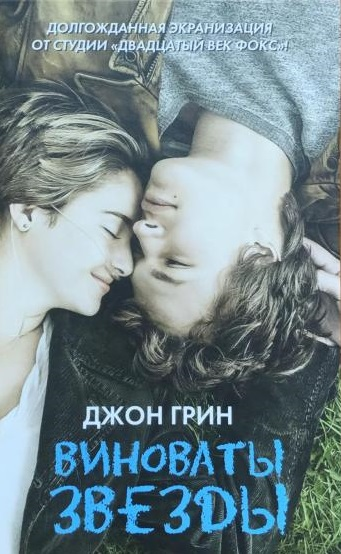 ДОЛГОЖДАННАЯ ЭКРАНИЗАЦИЯ
ОТ СТУДИИ «ДВАДЦАТЫЙ ВЕК ФОКС»!
ДЖОН ГРИН
ВИНОВАТЫ
ЗВЕЗДЫ